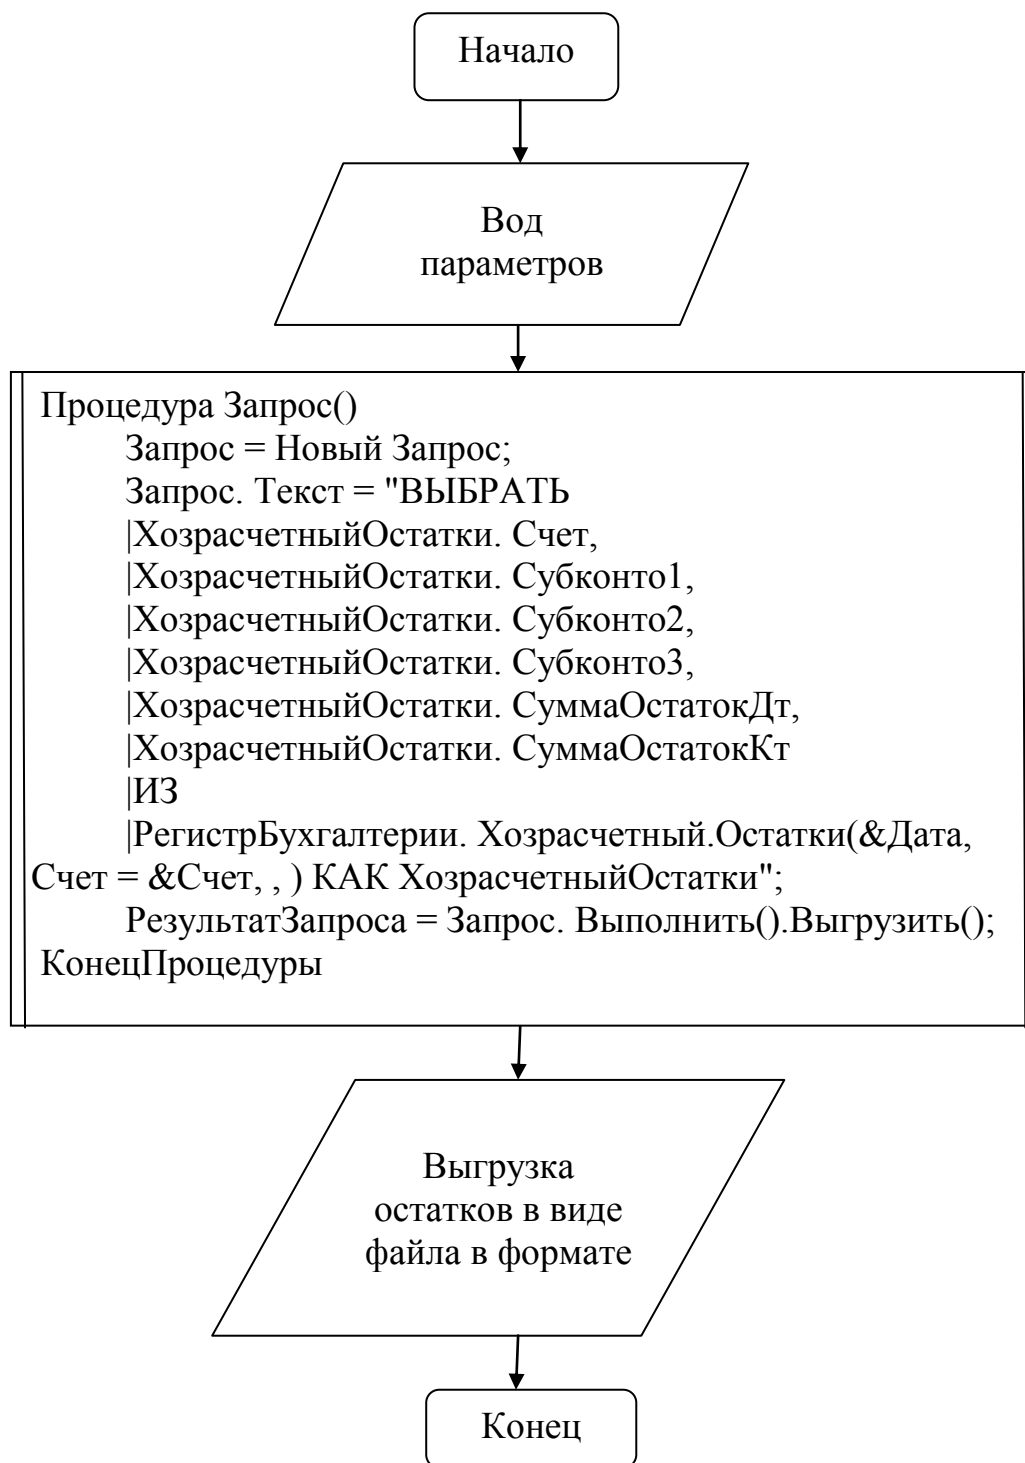 Начало
Вод
параметров
Процедура Запрос()
Запрос = Новый Запрос;
Запрос. Текст = "ВЫБРАТЬ
|ХозрасчетныйОстатки. Счет,
|ХозрасчетныйОстатки. Субконто1,
|ХозрасчетныйОстатки. Субконто2,
|ХозрасчетныйОстатки. Субконто3,
|ХозрасчетныйОстатки. СуммаОстатокДт,
|ХозрасчетныйОстатки. СуммаОстатокКт
|ИЗ
|РегистрБухгалтерии. Хозрасчетный.Остатки(&Дата,
Счет = &Счет, , ) КАК ХозрасчетныйОстатки";
РезультатЗапроса = Запрос. Выполнить().Выгрузить();
КонецПроцедуры
Выгрузка
остатков в виде
файла в формате
Конец